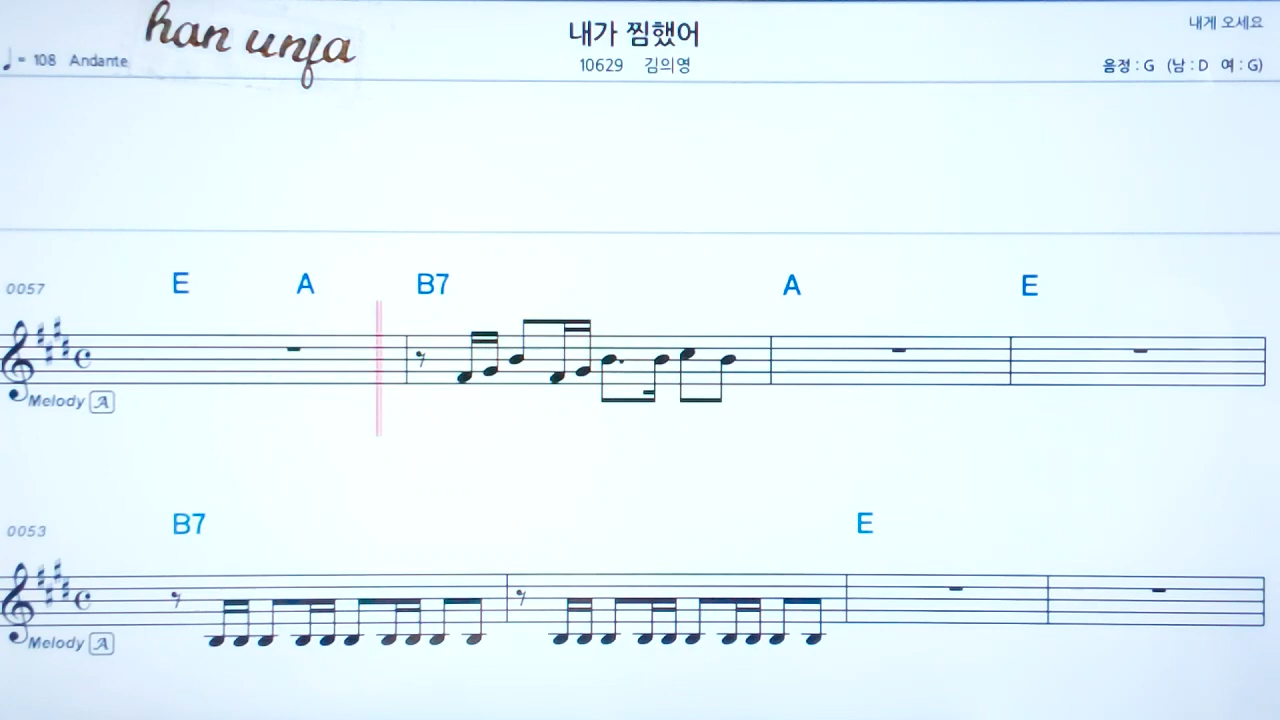 han unja
내가 찜했어
내게 오세요
♩= 108 Andante
10629 김의영
음정 : G (남 : D 여 : G)
E A B7 A E
0057
Melody A
B7 E
0053
Melody A